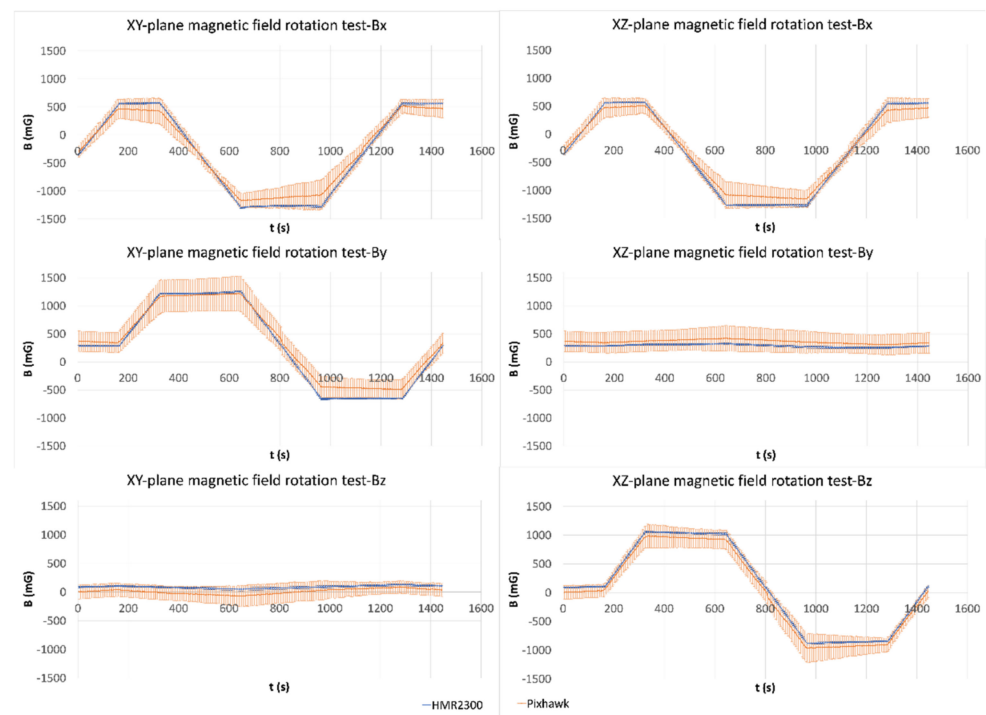 XY-plane magnetic field rotation test-Bx
1500
1000
500
0
-500
-1000
-1500
B (mG)
0 200 400 600 800 1000 1200 1400 1600
t (s)
XZ-plane magnetic field rotation test-Bx
1500
1000
500
0
-500
-1000
-1500
B (mG)
0 200 400 600 800 1000 1200 1400 1600
t (s)
XY-plane magnetic field rotation test-By
1500
1000
500
0
-500
-1000
-1500
B (mG)
0 200 400 600 800 1000 1200 1400 1600
t (s)
XZ-plane magnetic field rotation test-By
1500
1000
500
0
-500
-1000
-1500
B (mG)
0 200 400 600 800 1000 1200 1400 1600
t (s)
XY-plane magnetic field rotation test-Bz
1500
1000
500
0
-500
-1000
-1500
B (mG)
0 200 400 600 800 1000 1200 1400 1600
t (s)
XZ-plane magnetic field rotation test-Bz
1500
1000
500
0
-500
-1000
-1500
B (mG)
0 200 400 600 800 1000 1200 1400 1600
t (s)
HMR2300 Pixhawk